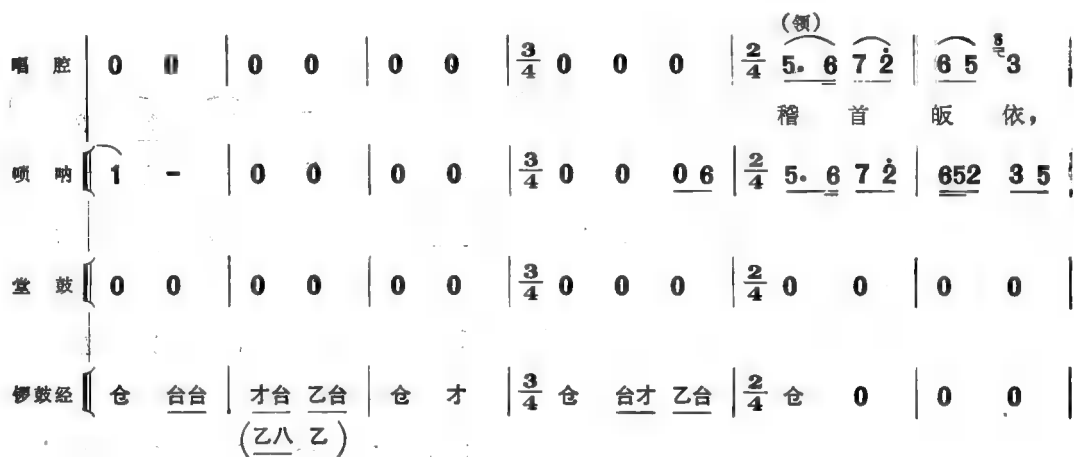 (领)
唱 腔 0 0 | 0 0 | 0 0 | 3/4 0 0 0 | 2/4 5. 6 7 2̇ | 6 5 3
稽 首 皈 依,
唢 呐 1 - | 0 0 | 0 0 | 3/4 0 0 0 6 | 2/4 5. 6 7 2̇ | 652 3 5
堂 鼓 0 0 | 0 0 | 0 0 | 3/4 0 0 0 | 2/4 0 0 | 0 0 |
锣鼓经 仓 台台 | 才台 乙台 | 仓 才 | 3/4 仓 台才 乙台 | 2/4 仓 0 | 0 0 |
(乙八 乙)